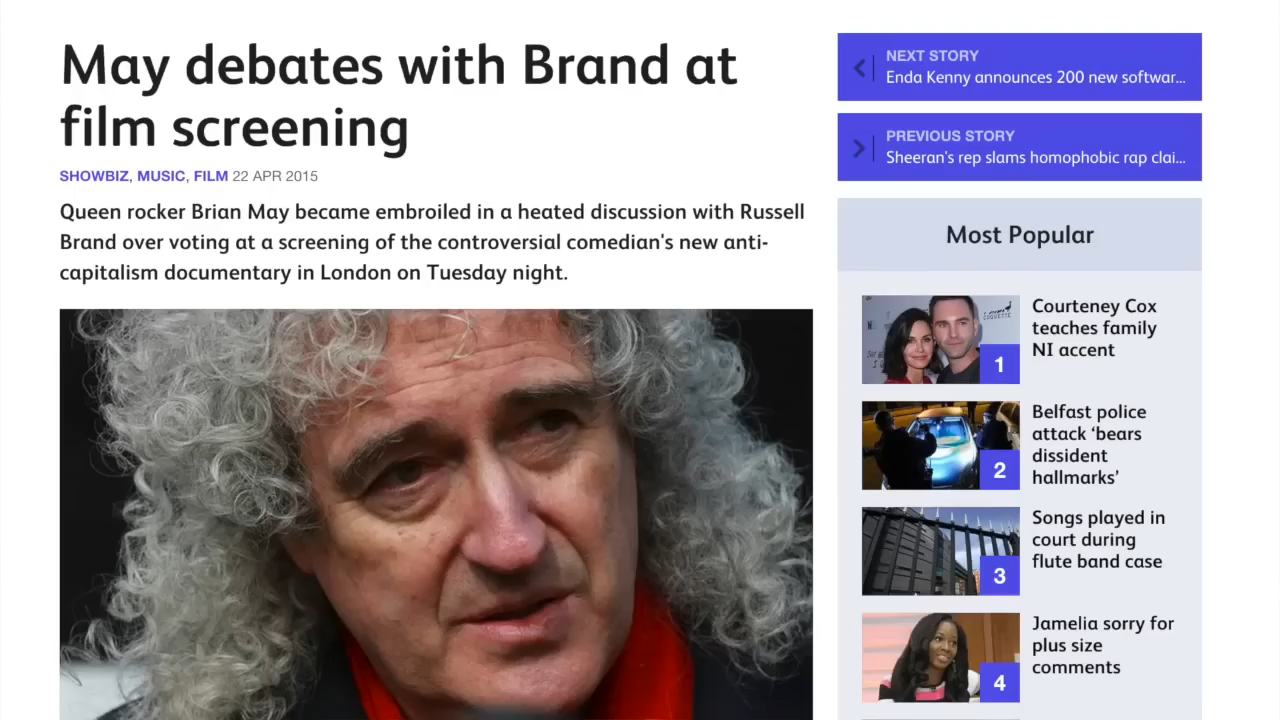 May debates with Brand at
film screening
SHOWBIZ, MUSIC, FILM 22 APR 2015
Queen rocker Brian May became embroiled in a heated discussion with Russell
Brand over voting at a screening of the controversial comedian's new anti-
capitalism documentary in London on Tuesday night.
NEXT STORY
Enda Kenny announces 200 new softwar...
PREVIOUS STORY
Sheeran's rep slams homophobic rap clai...
Most Popular
COQUETTE
1
Courteney Cox
teaches family
NI accent
2
Belfast police
attack ‘bears
dissident
hallmarks’
3
Songs played in
court during
flute band case
4
Jamelia sorry for
plus size
comments